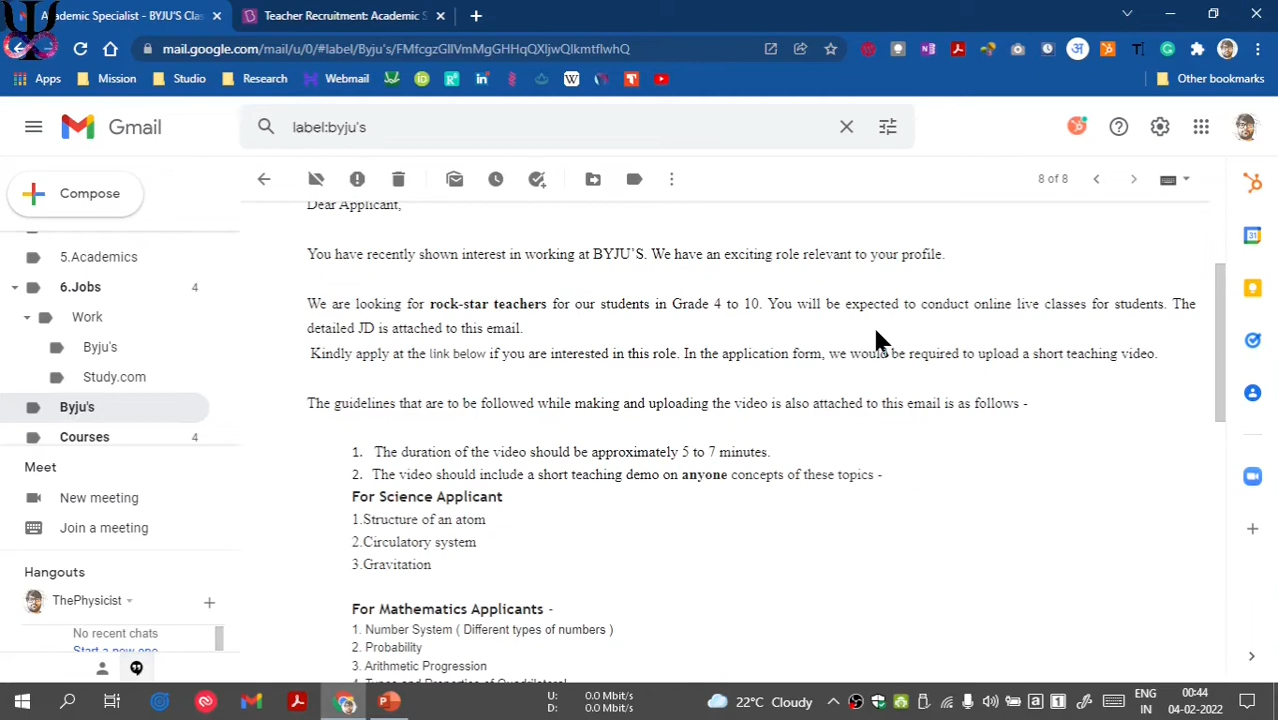 Academic Specialist - BYJU'S Clas
Teacher Recruitment: Academic S
mail.google.com/mail/u/0/#label/Byju's/FMfcgzGllVmMgGHHqQXljwQlkmtflwhQ
Apps
Mission
Studio
Research
Webmail
Other bookmarks
Gmail
label:byju's
Compose
8 of 8
5.Academics
6.Jobs 4
Work
Byju's
Study.com
Byju's
Courses 4
Meet
New meeting
Join a meeting
Hangouts
ThePhysicist
No recent chats
Start a new one
Dear Applicant,
You have recently shown interest in working at BYJU'S. We have an exciting role relevant to your profile.
We are looking for rock-star teachers for our students in Grade 4 to 10. You will be expected to conduct online live classes for students. The
detailed JD is attached to this email.
Kindly apply at the link below if you are interested in this role. In the application form, we would be required to upload a short teaching video.
The guidelines that are to be followed while making and uploading the video is also attached to this email is as follows -
1. The duration of the video should be approximately 5 to 7 minutes.
2. The video should include a short teaching demo on anyone concepts of these topics -
For Science Applicant
1.Structure of an atom
2.Circulatory system
3.Gravitation
For Mathematics Applicants -
1. Number System ( Different types of numbers )
2. Probability
3. Arithmetic Progression
4. Types and Properties of Quadrilateral
U: 0.0 Mbit/s
D: 0.0 Mbit/s
22°C Cloudy
ENG
IN
00:44
04-02-2022